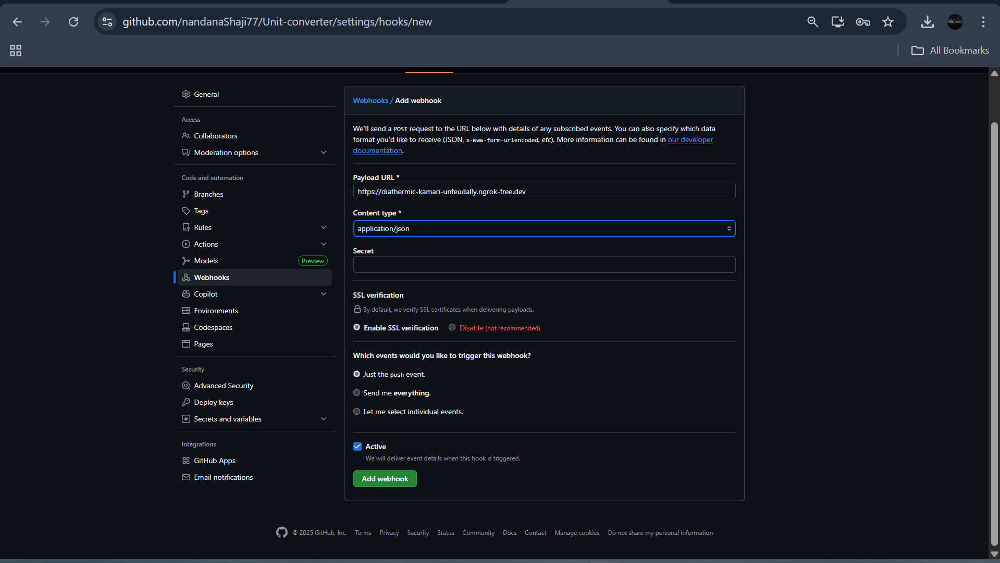 github.com/nandanaShaji77/Unit-converter/settings/hooks/new
All Bookmarks
General
Access
Collaborators
Moderation options
Code and automation
Branches
Tags
Rules
Actions
Models
Preview
Webhooks
Copilot
Environments
Codespaces
Pages
Security
Advanced Security
Deploy keys
Secrets and variables
Integrations
GitHub Apps
Email notifications
Webhooks / Add webhook
We'll send a POST request to the URL below with details of any subscribed events. You can also specify which data
format you'd like to receive (JSON, x-www-form-urlencoded, etc). More information can be found in our developer
documentation.
Payload URL *
https://diathermic-kamari-unfeudally.ngrok-free.dev
Content type *
application/json
Secret
SSL verification
By default, we verify SSL certificates when delivering payloads.
Enable SSL verification Disable (not recommended)
Which events would you like to trigger this webhook?
Just the push event.
Send me everything.
Let me select individual events.
Active
We will deliver event details when this hook is triggered.
Add webhook
© 2025 GitHub, Inc. Terms Privacy Security Status Community Docs Contact Manage cookies Do not share my personal information